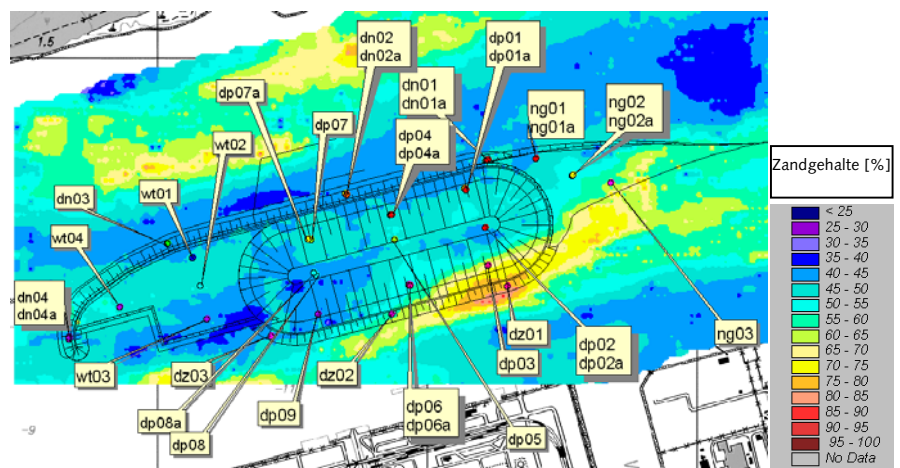 1.5
dn02
dn02a
dp01
dp01a
dn01
dn01a
ng01
ng01a
ng02
ng02a
dp07a
dp07
dp04
dp04a
wt02
wt01
dn03
wt04
dn04
dn04a
wt03
dz03
dp08a
dp08
dp09
dz02
dp06
dp06a
dp05
dp03
dz01
dp02
dp02a
ng03
-11
-9
Zandgehalte [%]
< 25
25 - 30
30 - 35
35 - 40
40 - 45
45 - 50
50 - 55
55 - 60
60 - 65
65 - 70
70 - 75
75 - 80
80 - 85
85 - 90
90 - 95
95 - 100
No Data